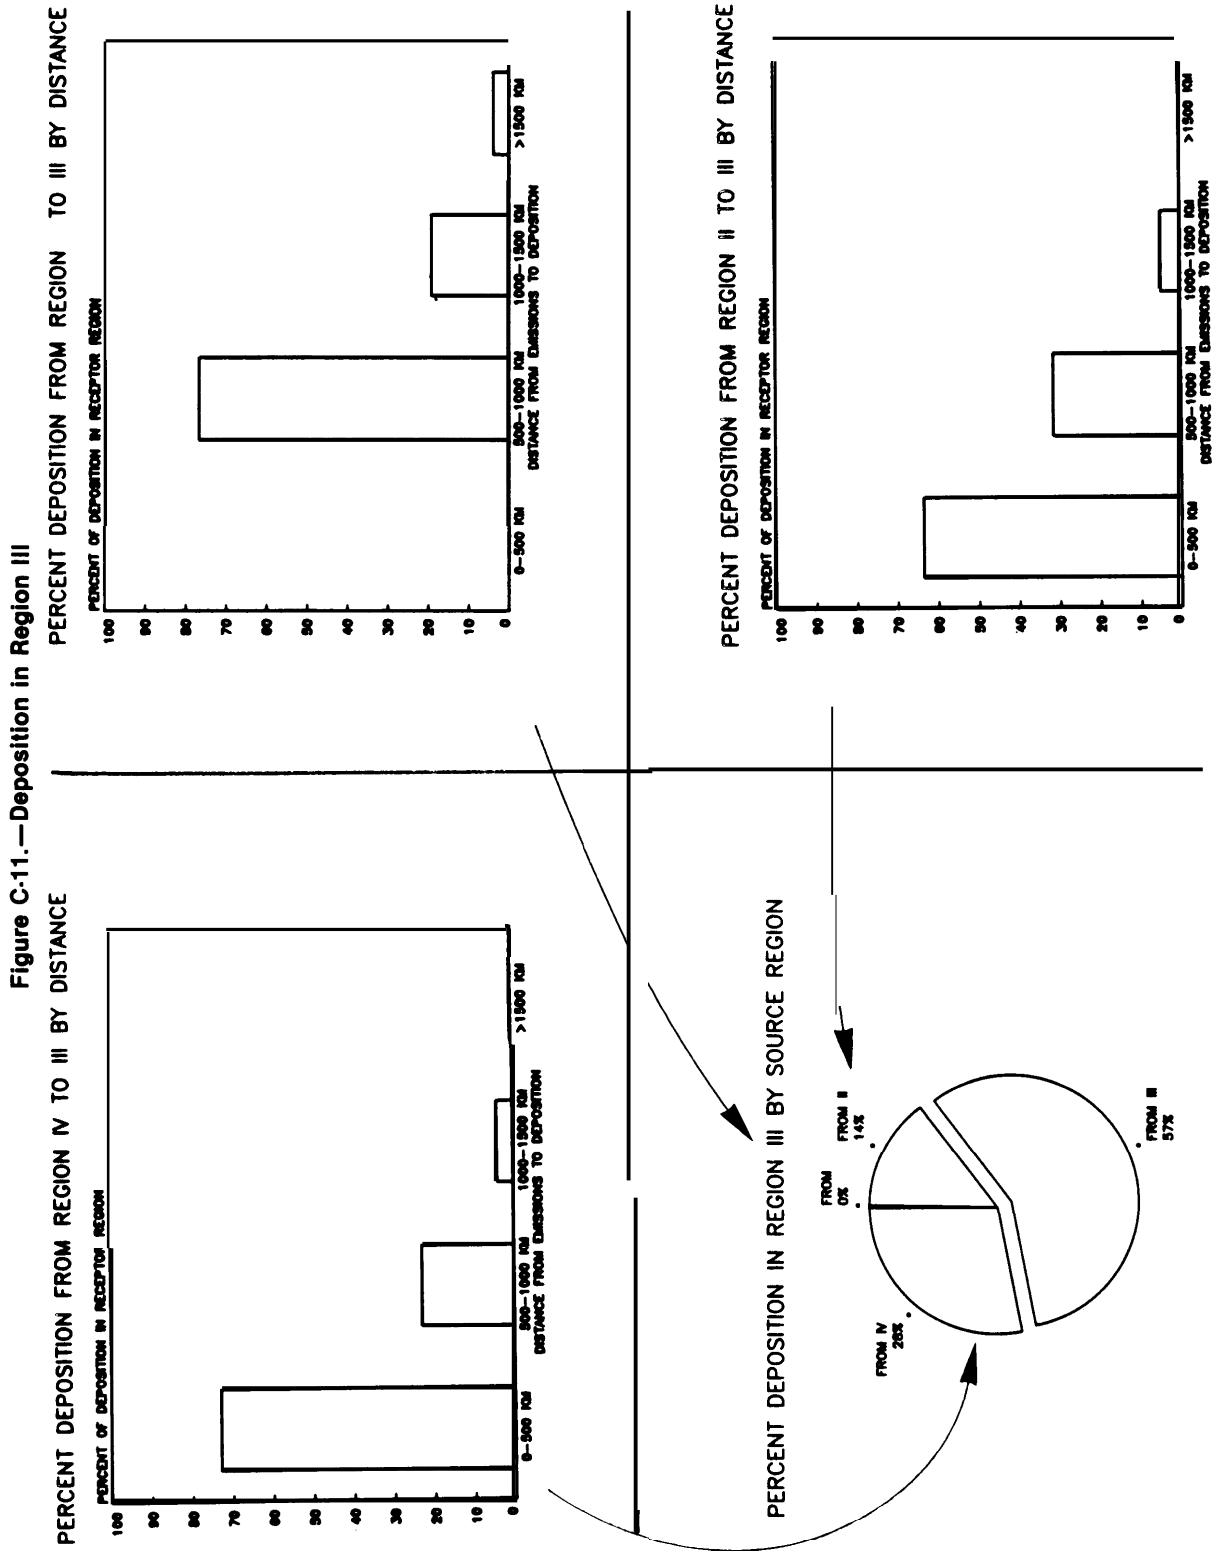 Figure C-11.—Deposition in Region III
PERCENT DEPOSITION FROM REGION IV TO III BY DISTANCE
PERCENT OF DEPOSITION IN RECEPTOR REGION
100
90
80
70
60
50
40
30
20
10
0
0-500 KM
500-1000 KM
1000-1500 KM
>1500 KM
DISTANCE FROM EMISSIONS TO DEPOSITION
PERCENT DEPOSITION FROM REGION TO III BY DISTANCE
PERCENT OF DEPOSITION IN RECEPTOR REGION
100
90
80
70
60
50
40
30
20
10
0
0-500 KM
500-1000 KM
1000-1500 KM
>1500 KM
DISTANCE FROM EMISSIONS TO DEPOSITION
PERCENT DEPOSITION IN REGION III BY SOURCE REGION
FROM IV
28%
FROM
0%
FROM II
14%
FROM III
57%
PERCENT DEPOSITION FROM REGION II TO III BY DISTANCE
PERCENT OF DEPOSITION IN RECEPTOR REGION
100
90
80
70
60
50
40
30
20
10
0
0-500 KM
500-1000 KM
1000-1500 KM
>1500 KM
DISTANCE FROM EMISSIONS TO DEPOSITION